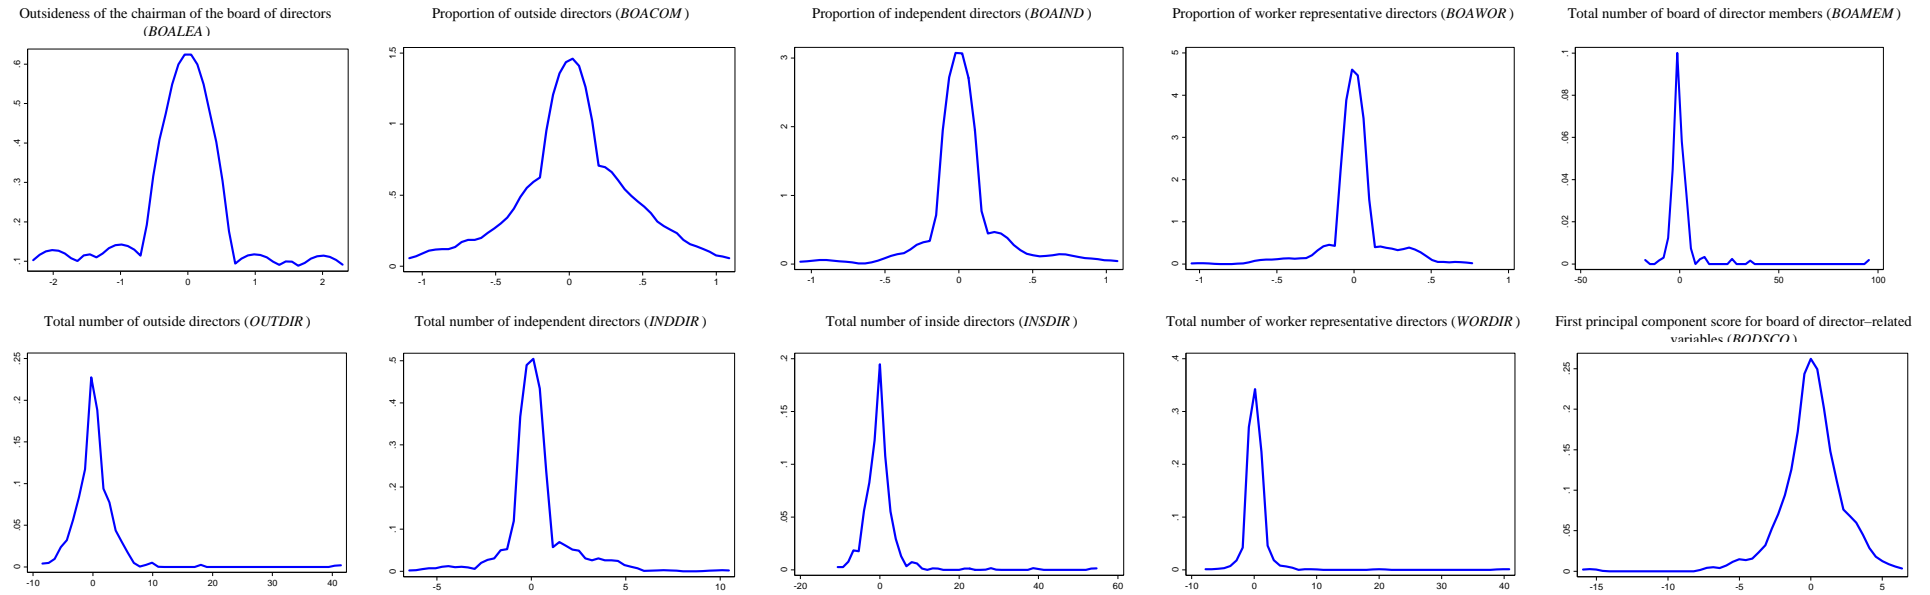 Outsideness of the chairman of the board of directors
(BOALEA)
.1 .2 .3 .4 .5 .6
-2 -1 0 1 2
Proportion of outside directors (BOACOM)
0 .5 1 1.5
-1 -.5 0 .5 1
Proportion of independent directors (BOAIND)
0 1 2 3
-1 -.5 0 .5 1
Proportion of worker representative directors (BOAWOR)
0 1 2 3 4 5
-1 -.5 0 .5 1
Total number of board of director members (BOAMEM)
0 .02 .04 .06 .08 .1
-50 0 50 100
Total number of outside directors (OUTDIR)
0 .05 .1 .15 .2 .25
-10 0 10 20 30 40
Total number of independent directors (INDDIR)
0 .1 .2 .3 .4 .5
-5 0 5 10
Total number of inside directors (INSDIR)
0 .05 .1 .15 .2
-20 0 20 40 60
Total number of worker representative directors (WORDIR)
0 .1 .2 .3 .4
-10 0 10 20 30 40
First principal component score for board of director–related
variables (BODSCO)
0 .05 .1 .15 .2 .25
-15 -10 -5 0 5